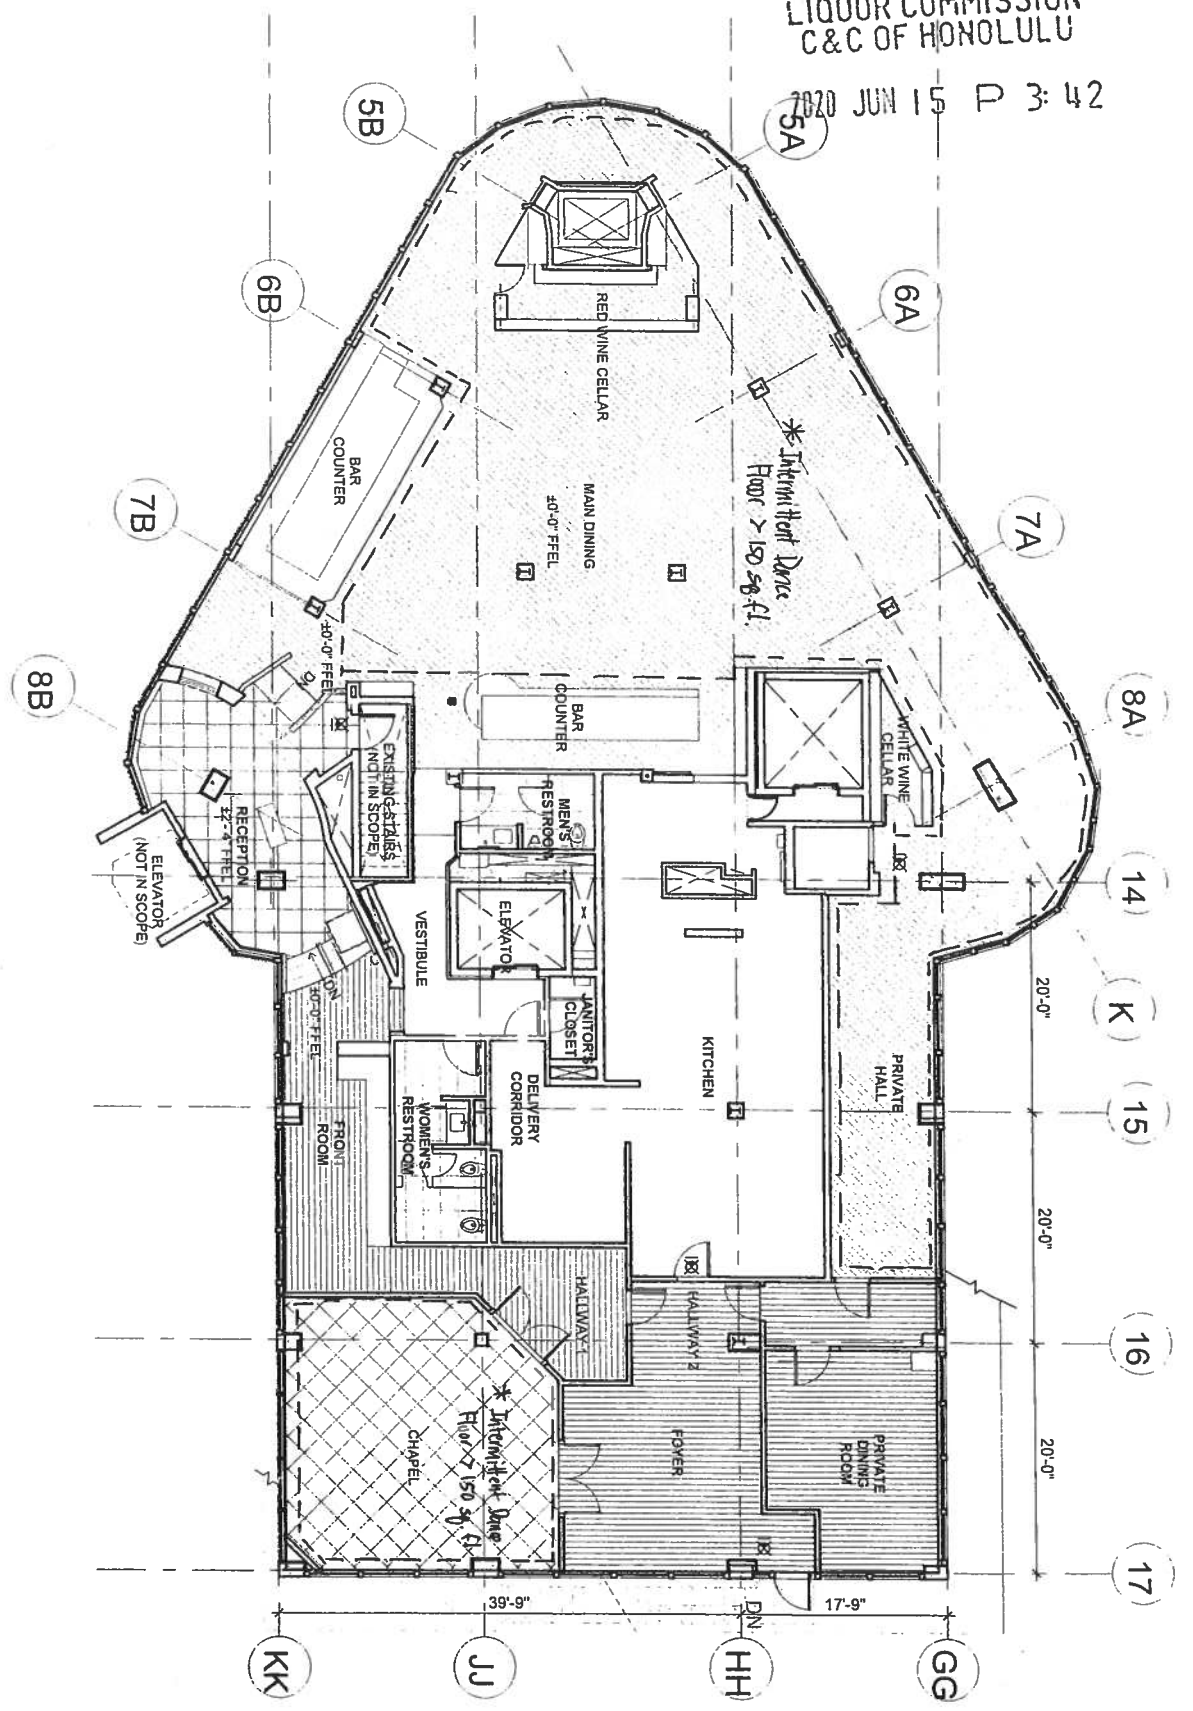 LIQUOR COMMISSION
C&C OF HONOLULU
2020 JUN 15 P 3:42
5B
5A
6B
6A
RED WINE CELLAR
* Intermittent Dance
Floor > 150 sq.ft.
BAR
COUNTER
MAIN DINING
±0'-0" FFEL
7B
7A
±0'-0" FFEL
DN
8B
8A
BAR
COUNTER
WHITE WINE
CELLAR
EXISTING STAIRS
(NOT IN SCOPE)
MEN'S
RESTROOM
RECEPTION
±2'-4" FFEL
ELEVATOR
(NOT IN SCOPE)
14
VESTIBULE
ELEVATOR
DN
±0'-0" FFEL
JANITOR'S
CLOSET
KITCHEN
20'-0"
K
PRIVATE
HALL
DELIVERY
CORRIDOR
15
FRONT
ROOM
WOMEN'S
RESTROOM
20'-0"
HALLWAY 1
HALLWAY 2
16
* Intermittent Dance
Floor > 150 sq.ft.
CHAPEL
FOYER
PRIVATE
DINING
ROOM
20'-0"
17
39'-9"
DN
17'-9"
KK
JJ
HH
GG